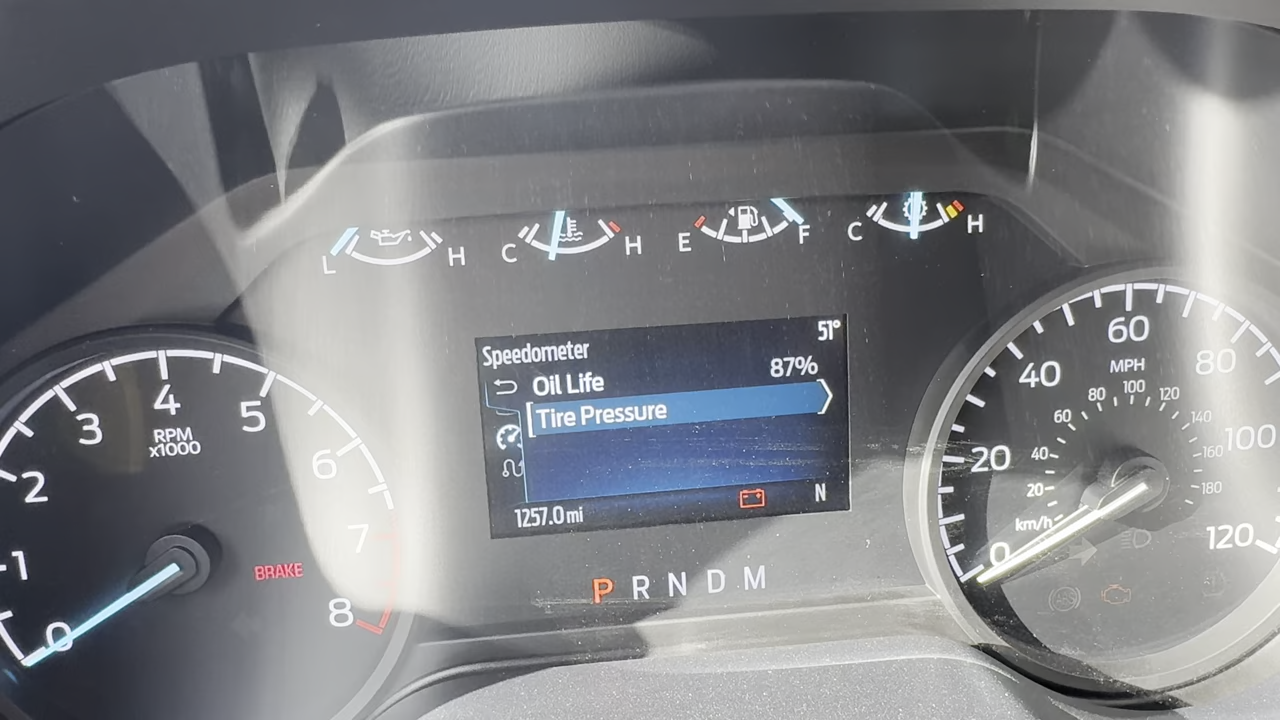 L H C H E F C H
Speedometer 51°
Oil Life 87%
Tire Pressure
1257.0 mi N
P R N D M
0 1 2 3 4 5 6 7 8
RPM
x1000
BRAKE
0 20 40 60 80 100 120
MPH
km/h 20 40 60 80 100 120 140 160 180